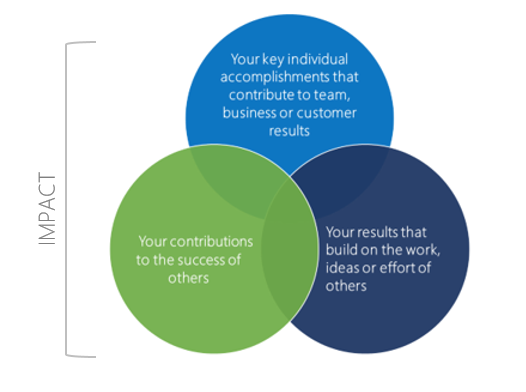 IMPACT
Your key individual
accomplishments that
contribute to team,
business or customer
results
Your contributions
to the success of
others
Your results that
build on the work,
ideas or effort of
others